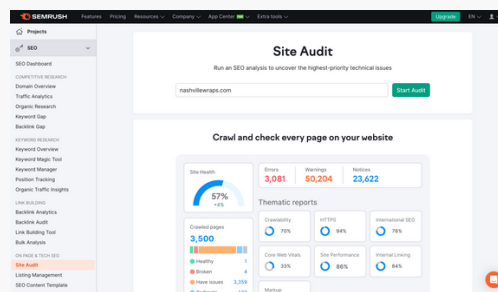 SEMRUSH
Features
Pricing
Resources
Company
App Center
Extra tools
Upgrade
EN
Projects
SEO
SEO Dashboard
COMPETITIVE RESEARCH
Domain Overview
Traffic Analytics
Organic Research
Keyword Gap
Backlink Gap
KEYWORD RESEARCH
Keyword Overview
Keyword Magic Tool
Keyword Manager
Position Tracking
Organic Traffic Insights
LINK BUILDING
Backlink Analytics
Backlink Audit
Link Building Tool
Bulk Analysis
ON PAGE & TECH SEO
Site Audit
Listing Management
SEO Content Template
Site Audit
Run an SEO analysis to uncover the highest-priority technical issues
nashvillewraps.com
Start Audit
Crawl and check every page on your website
Site Health
57%
Crawled pages
3,500
Healthy 1
Broken
Have issues 3,359
Errors
3,081
Warnings
50,204
Notices
23,622
Thematic reports
Crawlability
70%
HTTPS
94%
International SEO
76%
Core Web Vitals
33%
Site Performance
86%
Internal Linking
84%
Markup